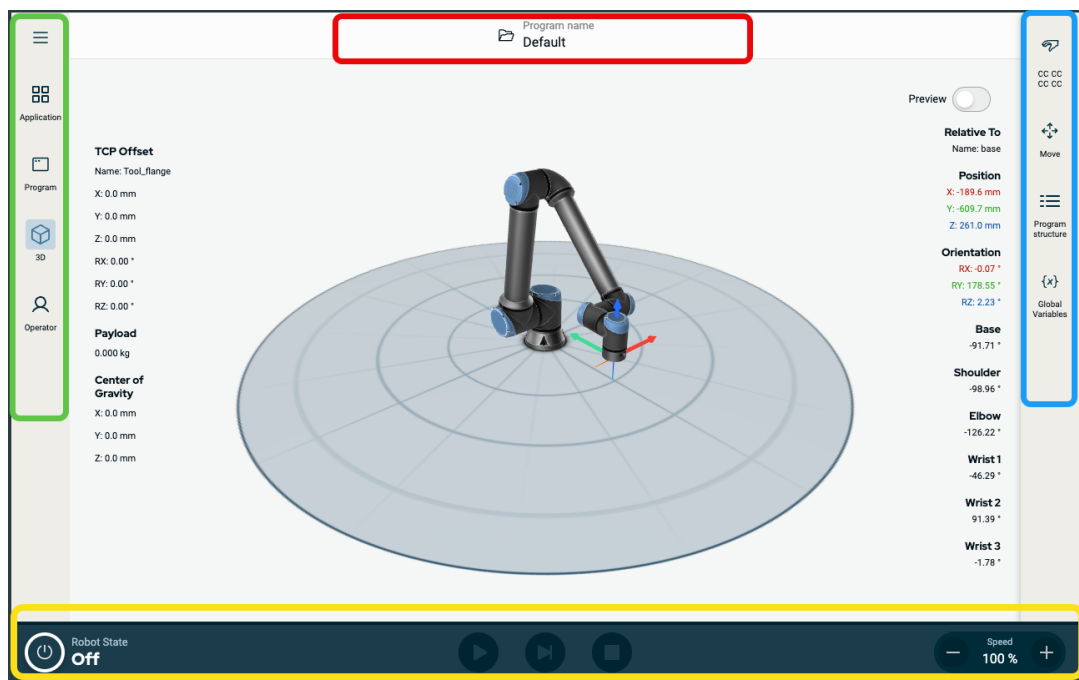 Program name
Default
Application
Program
3D
Operator
TCP Offset
Name: Tool_flange
X: 0.0 mm
Y: 0.0 mm
Z: 0.0 mm
RX: 0.00 °
RY: 0.00 °
RZ: 0.00 °
Payload
0.000 kg
Center of
Gravity
X: 0.0 mm
Y: 0.0 mm
Z: 0.0 mm
Preview
Relative To
Name: base
Position
X: -189.6 mm
Y: -609.7 mm
Z: 261.0 mm
Orientation
RX: -0.07 °
RY: 178.55 °
RZ: 2.23 °
Base
-91.71 °
Shoulder
-98.96 °
Elbow
-126.22 °
Wrist 1
-46.29 °
Wrist 2
91.39 °
Wrist 3
-1.78 °
CC CC
CC CC
Move
Program
structure
{x}
Global
Variables
Robot State
Off
Speed
100 %